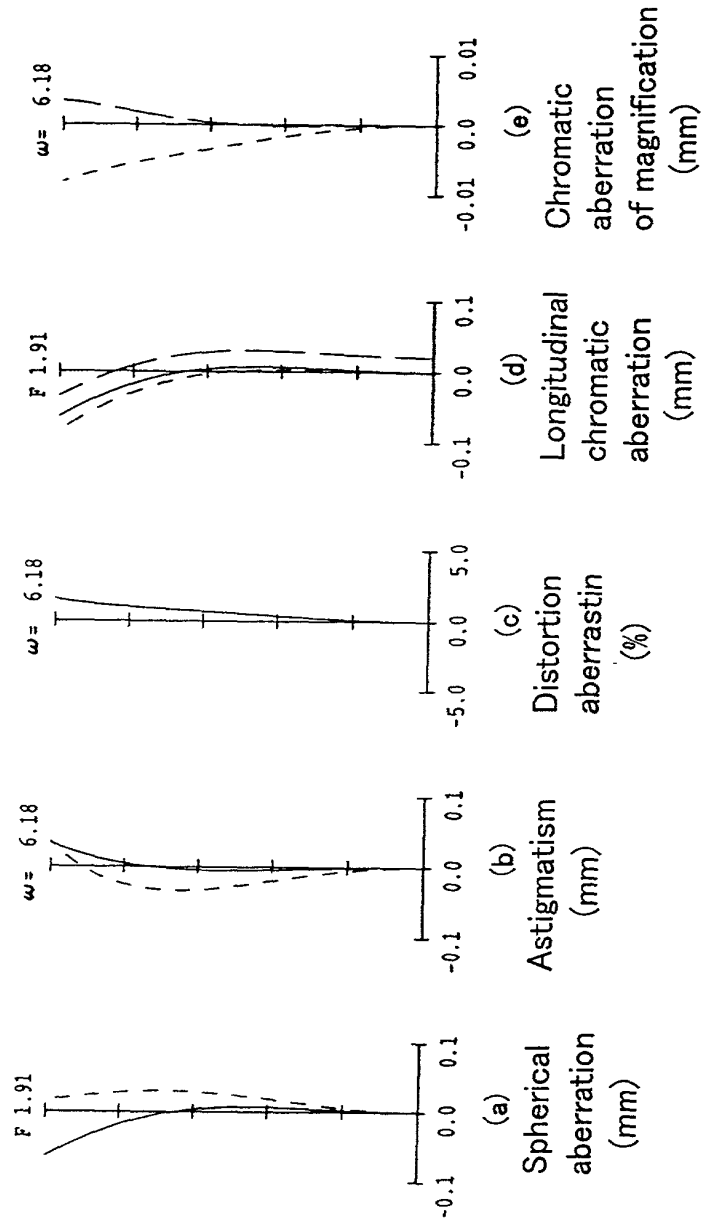 F 1.91
-0.1 0.0 0.1
(a)
Spherical
aberration
(mm)
ω= 6.18
-0.1 0.0 0.1
(b)
Astigmatism
(mm)
ω= 6.18
-5.0 0.0 5.0
(c)
Distortion
aberrastin
(%)
F 1.91
-0.1 0.0 0.1
(d)
Longitudinal
chromatic
aberration
(mm)
ω= 6.18
-0.01 0.0 0.01
(e)
Chromatic
aberration
of magnification
(mm)